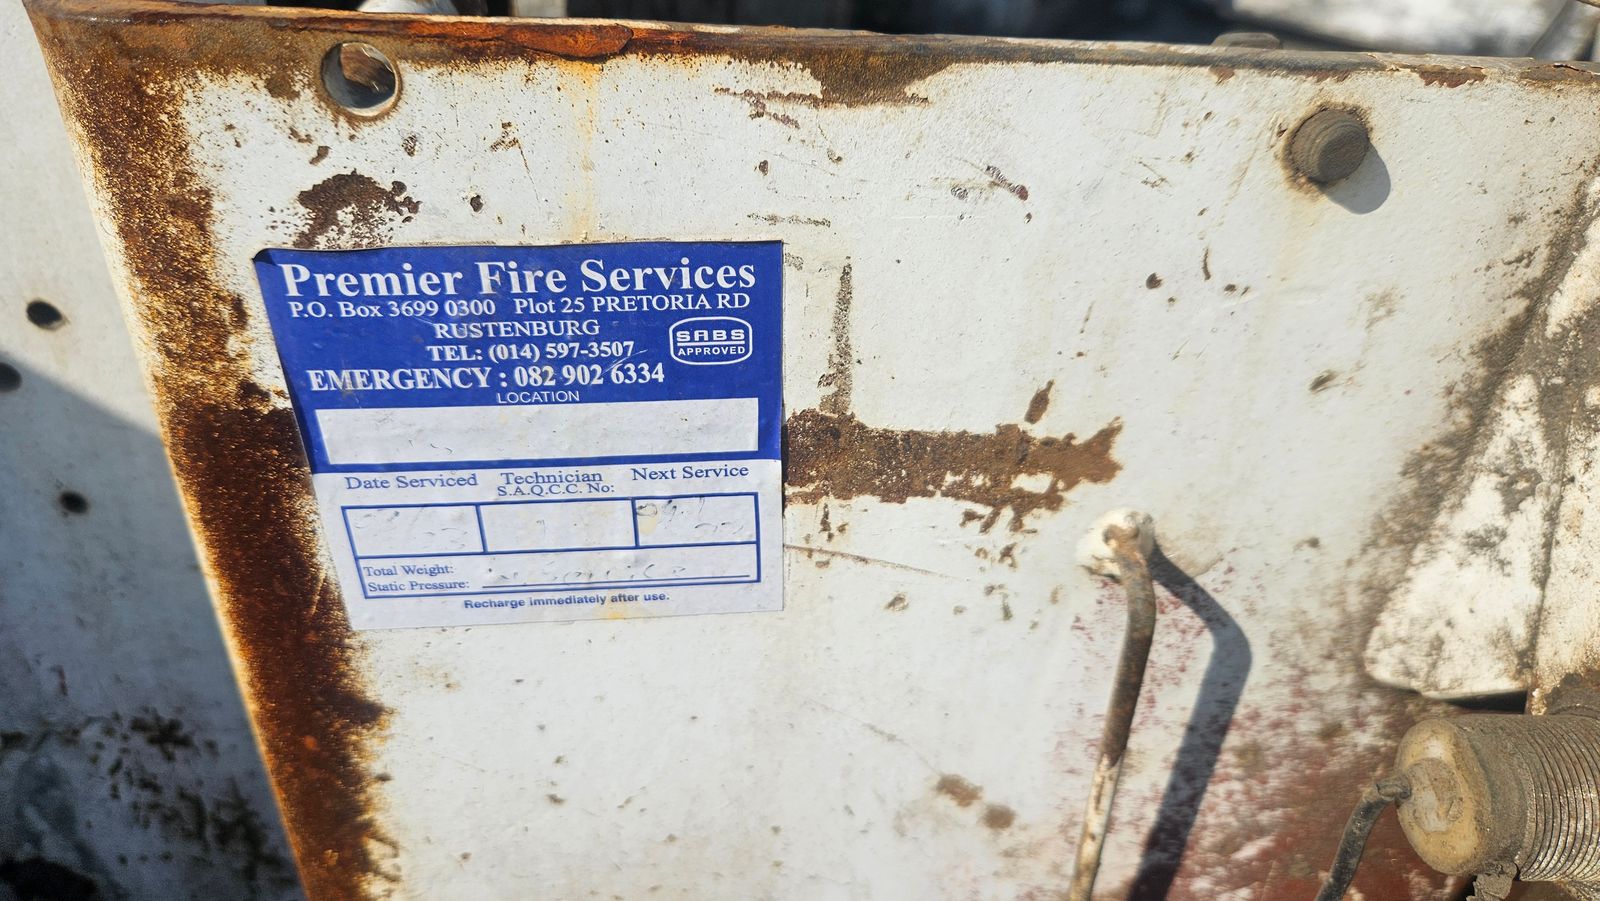 Premier Fire Services
P.O. Box 3699 0300 Plot 25 PRETORIA RD
RUSTENBURG
TEL: (014) 597-3507
SABS
APPROVED
EMERGENCY : 082 902 6334
LOCATION
Date Serviced Technician Next Service
S.A.Q.C.C. No:
Total Weight:
Static Pressure:
Recharge immediately after use.